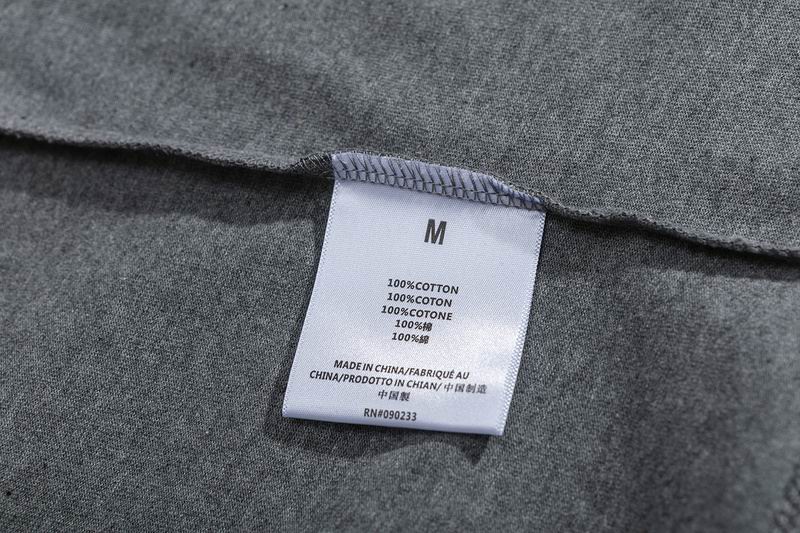 M
100%COTTON
100%COTON
100%COTONE
100%棉
100%綿
MADE IN CHINA/FABRIQUÉ AU
CHINA/PRODOTTO IN CHIAN/ 中国制造
中国製
RN#090233